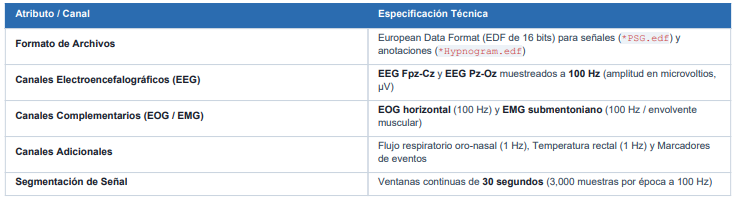 Atributo / Canal Especificación Técnica
Formato de Archivos European Data Format (EDF de 16 bits) para señales (*PSG.edf) y
anotaciones (*Hypnogram.edf)
Canales Electroencefalográficos (EEG) EEG Fpz-Cz y EEG Pz-Oz muestreados a 100 Hz (amplitud en microvoltios,
μV)
Canales Complementarios (EOG / EMG) EOG horizontal (100 Hz) y EMG submentoniano (100 Hz / envolvente
muscular)
Canales Adicionales Flujo respiratorio oro-nasal (1 Hz), Temperatura rectal (1 Hz) y Marcadores
de eventos
Segmentación de Señal Ventanas continuas de 30 segundos (3,000 muestras por época a 100 Hz)